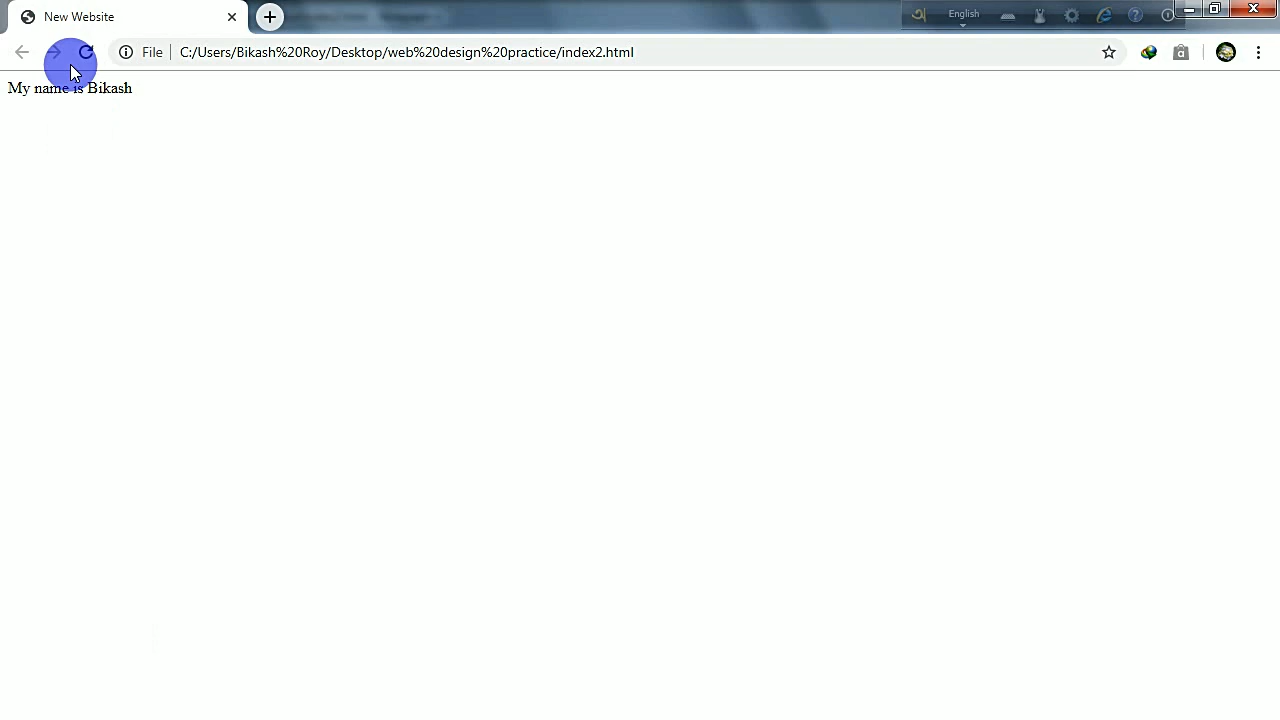 New Website
English
File C:/Users/Bikash%20Roy/Desktop/web%20design%20practice/index2.html
My name is Bikash